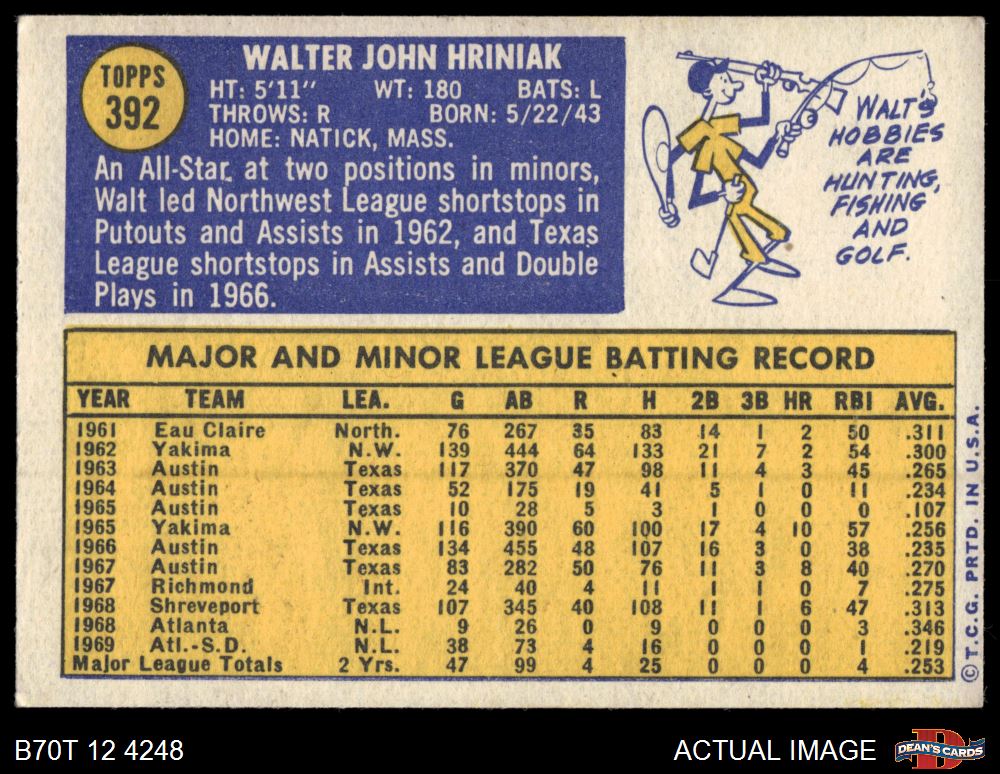 TOPPS
392
WALTER JOHN HRINIAK
HT: 5'11" WT: 180 BATS: L
THROWS: R BORN: 5/22/43
HOME: NATICK, MASS.
An All-Star at two positions in minors,
Walt led Northwest League shortstops in
Putouts and Assists in 1962, and Texas
League shortstops in Assists and Double
Plays in 1966.
WALT'S
HOBBIES
ARE
HUNTING,
FISHING
AND
GOLF.
MAJOR AND MINOR LEAGUE BATTING RECORD
YEAR TEAM LEA. G AB R H 2B 3B HR RBI AVG.
1961 Eau Claire North. 76 267 35 83 14 1 2 50 .311
1962 Yakima N.W. 139 444 64 133 21 7 2 54 .300
1963 Austin Texas 117 370 47 98 11 4 3 45 .265
1964 Austin Texas 52 175 19 41 5 1 0 11 .234
1965 Austin Texas 10 28 5 3 1 0 0 0 .107
1965 Yakima N.W. 116 390 60 100 17 4 10 57 .256
1966 Austin Texas 134 455 48 107 16 3 0 38 .235
1967 Austin Texas 83 282 50 76 11 3 8 40 .270
1967 Richmond Int. 24 40 4 11 1 1 0 7 .275
1968 Shreveport Texas 107 345 40 108 11 1 6 47 .313
1968 Atlanta N.L. 9 26 0 9 0 0 0 3 .346
1969 Atl.-S.D. N.L. 38 73 4 16 0 0 0 1 .219
Major League Totals 2 Yrs. 47 99 4 25 0 0 0 4 .253
© T.C.G. PRTD. IN U.S.A.
B70T 12 4248
ACTUAL IMAGE
D
DEAN'S CARDS